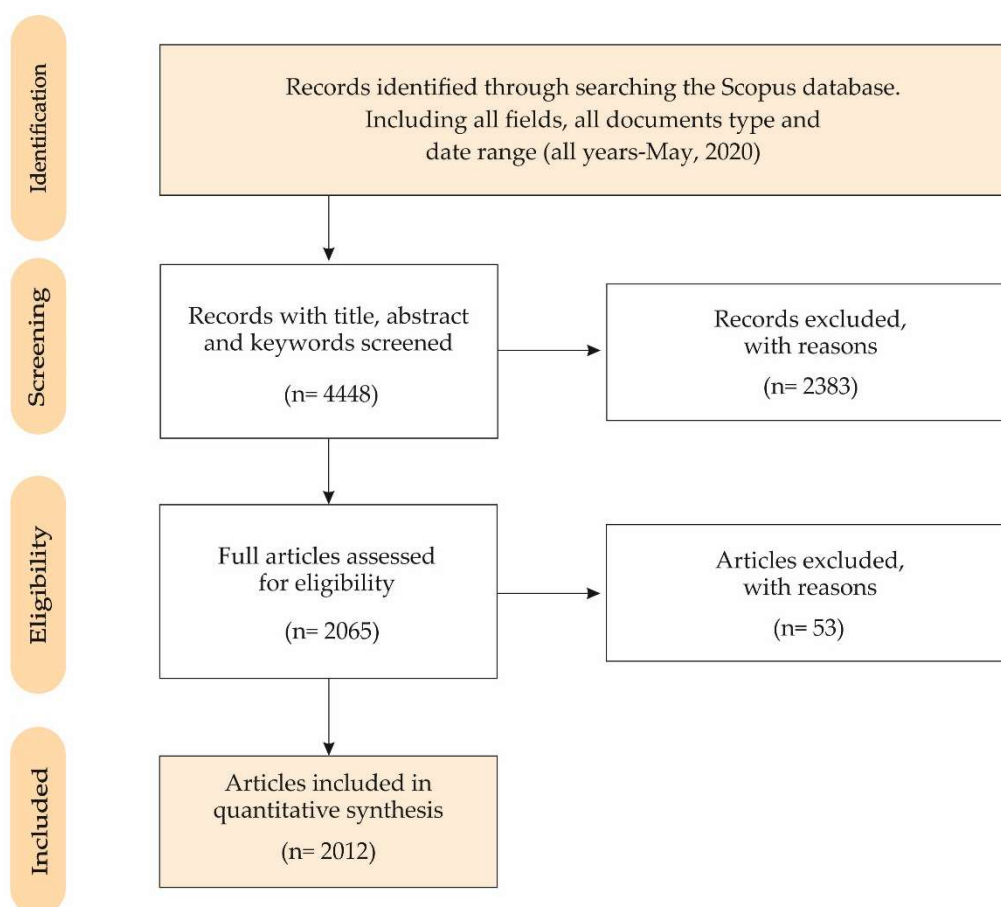 Identification
Records identified through searching the Scopus database.
Including all fields, all documents type and
date range (all years-May, 2020)
Screening
Records with title, abstract
and keywords screened
(n= 4448)
Records excluded,
with reasons
(n= 2383)
Eligibility
Full articles assessed
for eligibility
(n= 2065)
Articles excluded,
with reasons
(n= 53)
Included
Articles included in
quantitative synthesis
(n= 2012)